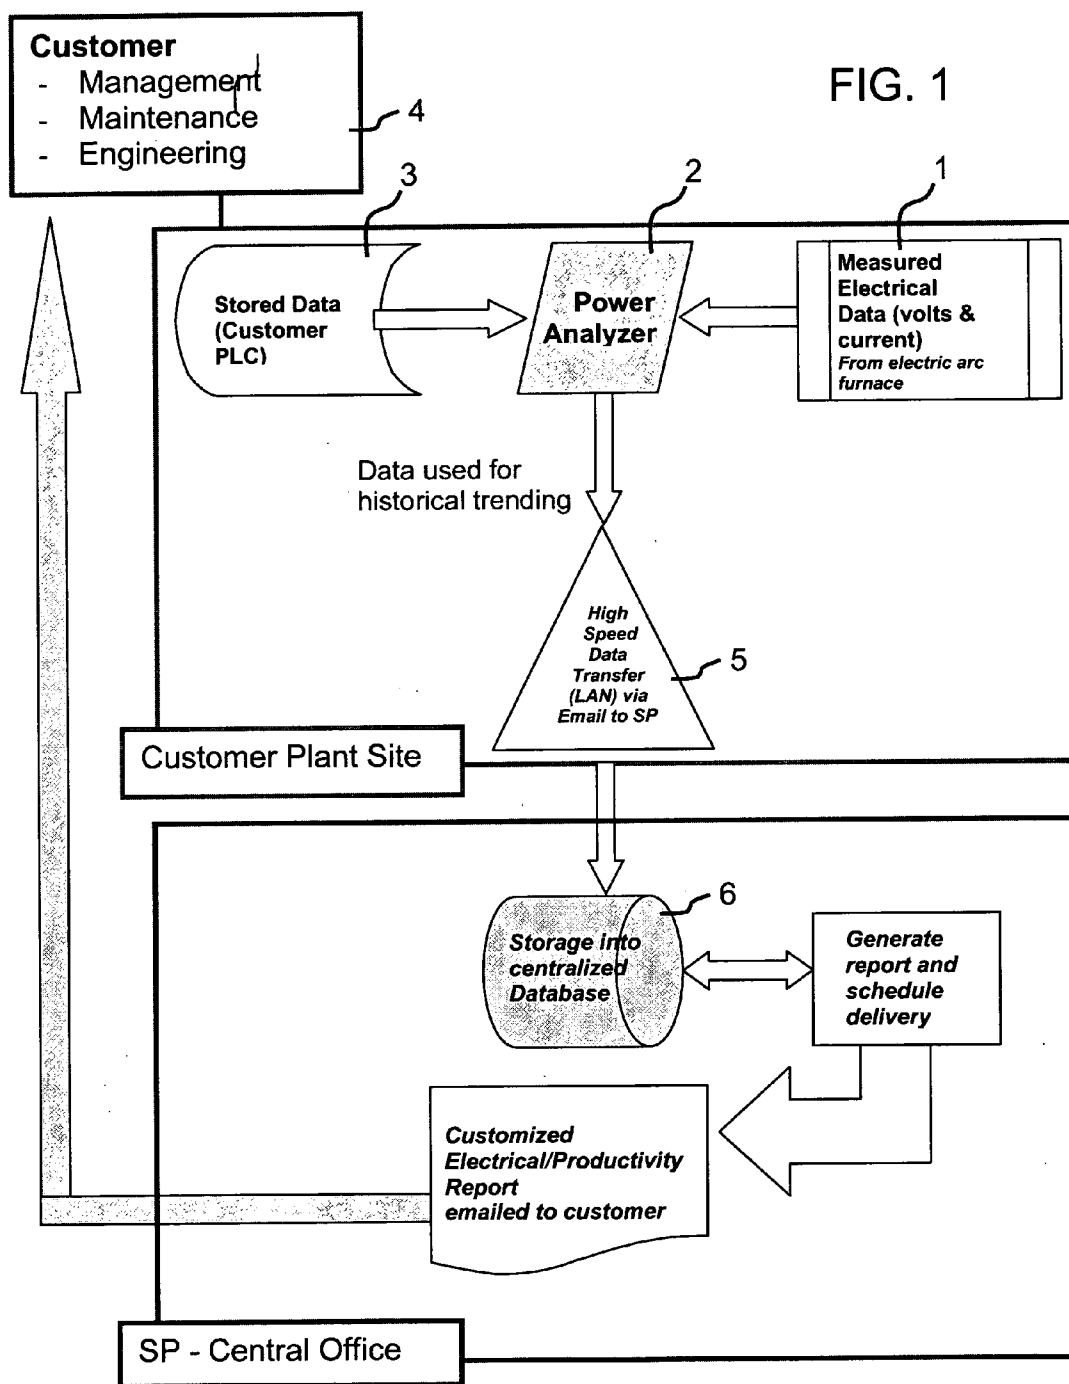 Customer
- Management
- Maintenance
- Engineering
4
FIG. 1
3
2
1
Stored Data
(Customer
PLC)
Power
Analyzer
Measured
Electrical
Data (volts &
current)
From electric arc
furnace
Data used for
historical trending
High
Speed
Data
Transfer
(LAN) via
Email to SP
5
Customer Plant Site
6
Storage into
centralized
Database
Generate
report and
schedule
delivery
Customized
Electrical/Productivity
Report
emailed to customer
SP - Central Office